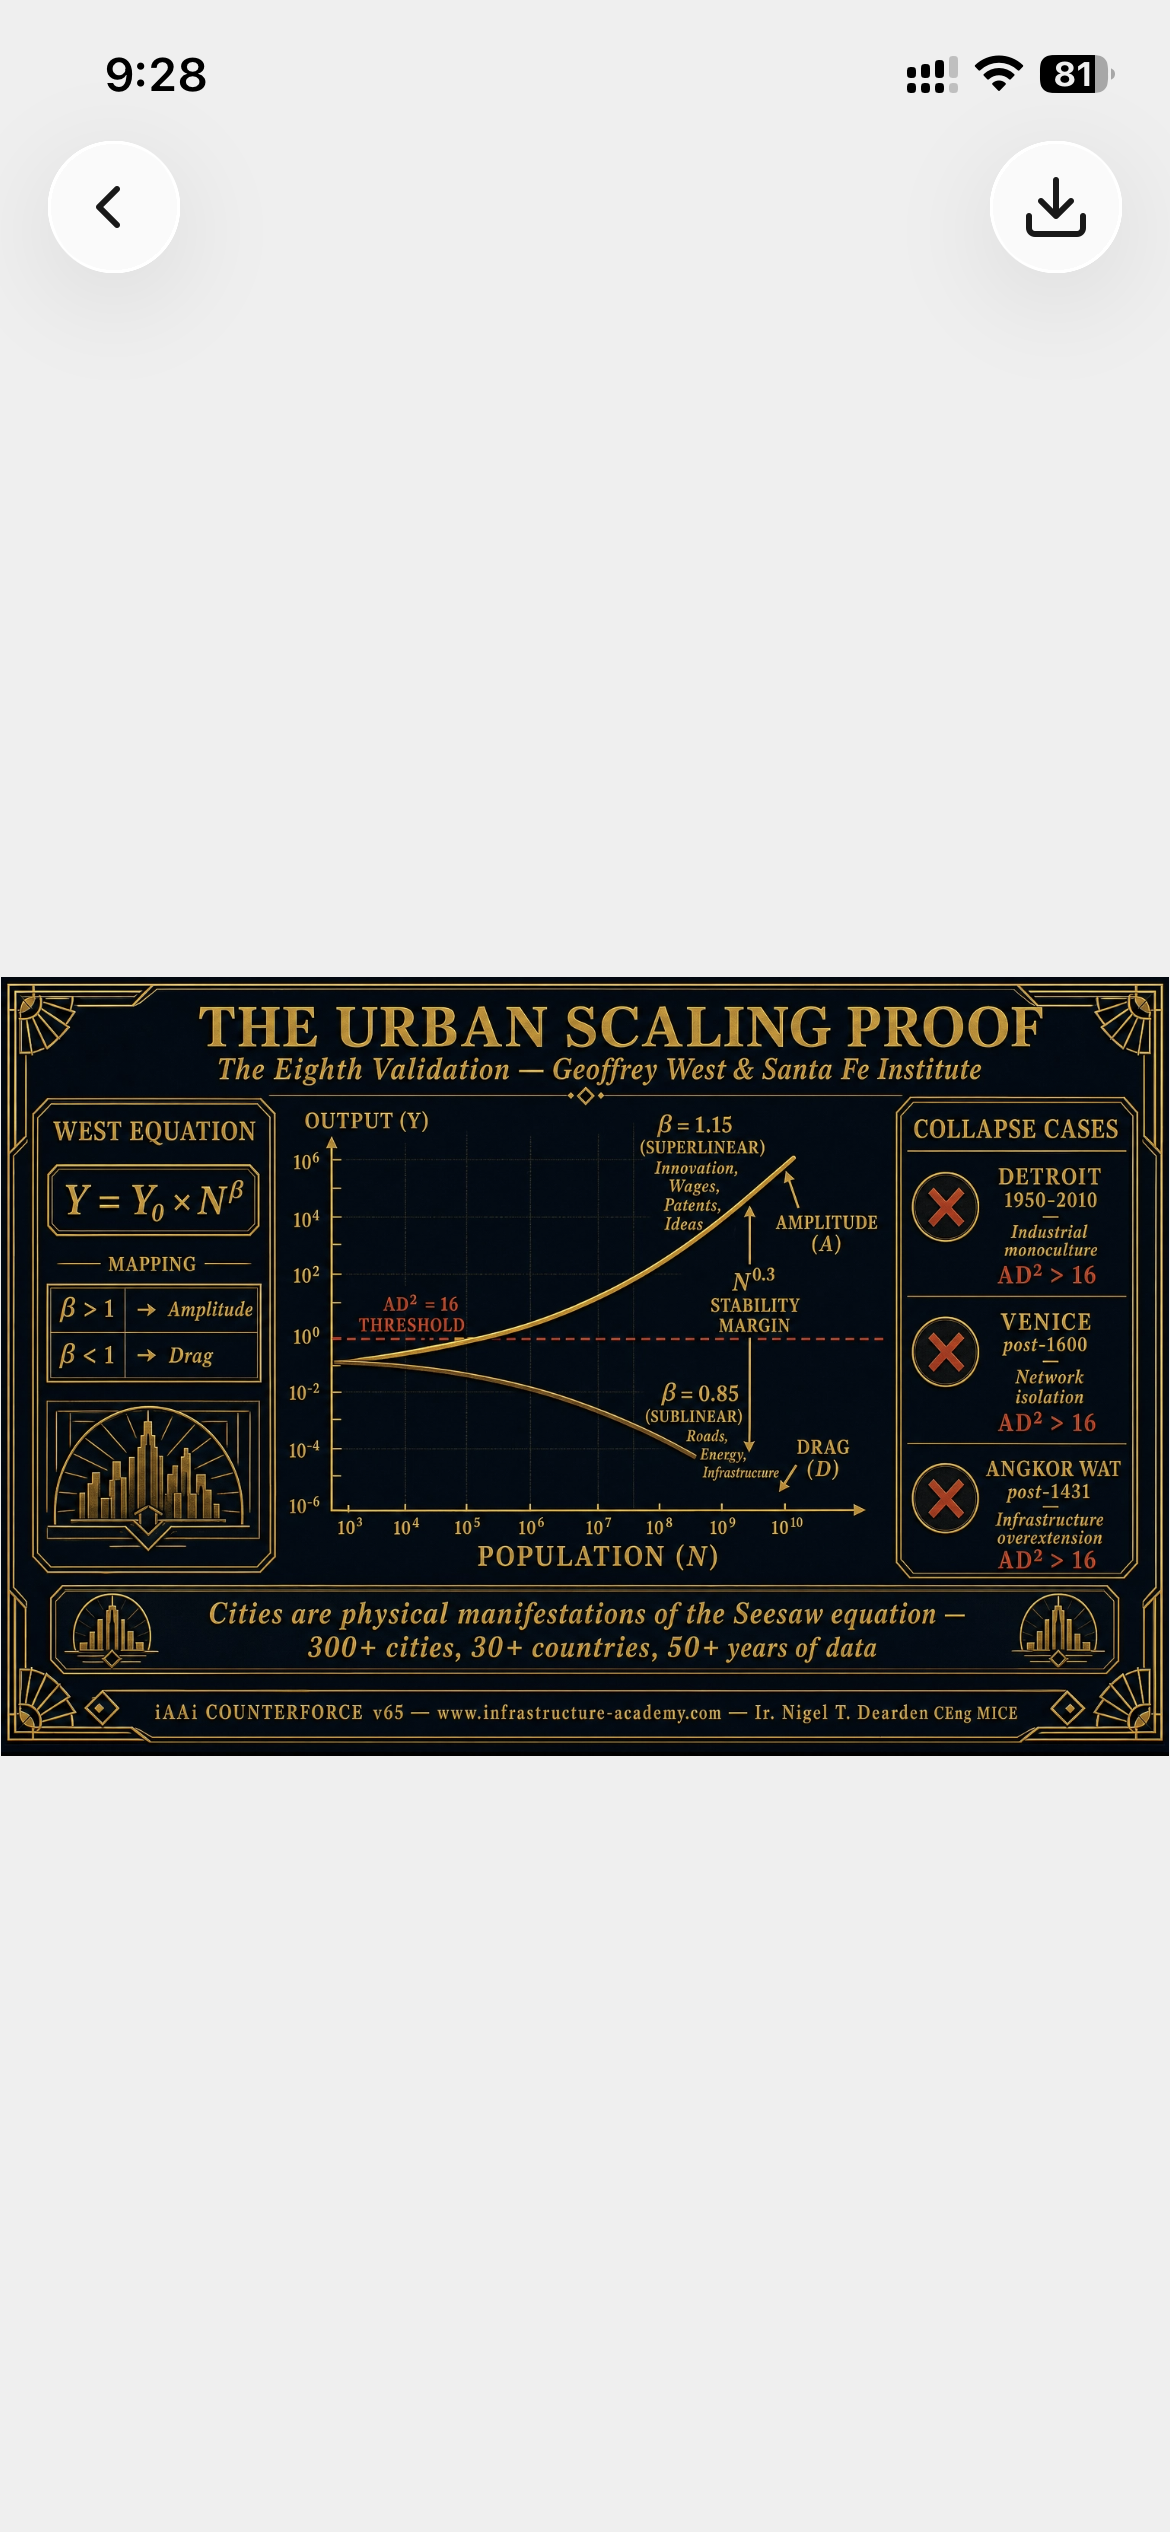 9:28
81
THE URBAN SCALING PROOF
The Eighth Validation — Geoffrey West & Santa Fe Institute
WEST EQUATION
Y = Y₀ × N^β
MAPPING
β > 1 → Amplitude
β < 1 → Drag
OUTPUT (Y)
10⁶
10⁴
10²
10⁰
10⁻²
10⁻⁴
10⁻⁶
10³ 10⁴ 10⁵ 10⁶ 10⁷ 10⁸ 10⁹ 10¹⁰
POPULATION (N)
AD² = 16
THRESHOLD
β = 1.15
(SUPERLINEAR)
Innovation,
Wages,
Patents,
Ideas
AMPLITUDE
(A)
N⁰·³
STABILITY
MARGIN
β = 0.85
(SUBLINEAR)
Roads,
Energy,
Infrastructure
DRAG
(D)
COLLAPSE CASES
DETROIT
1950-2010
—
Industrial
monoculture
AD² > 16
VENICE
post-1600
—
Network
isolation
AD² > 16
ANGKOR WAT
post-1431
—
Infrastructure
overextension
AD² > 16
Cities are physical manifestations of the Seesaw equation —
300+ cities, 30+ countries, 50+ years of data
iAAi COUNTERFORCE v65 — www.infrastructure-academy.com — Ir. Nigel T. Dearden CEng MICE